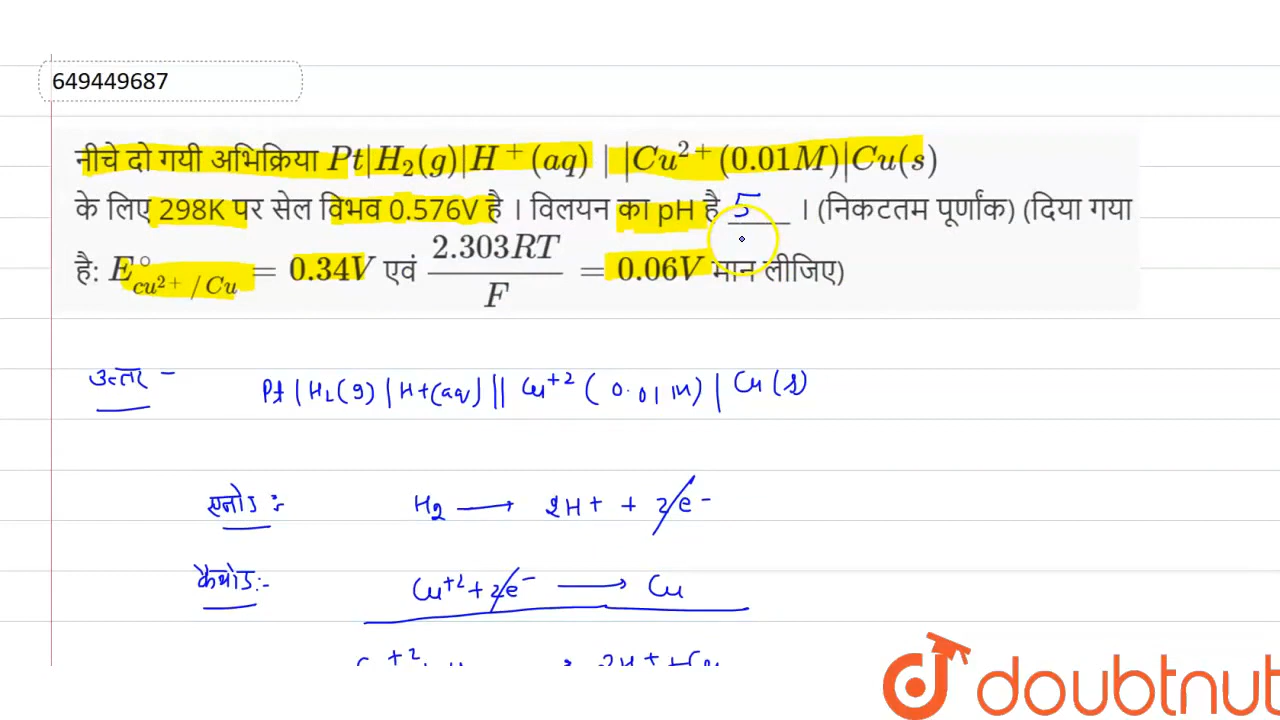 649449687
नीचे दो गयी अभिक्रिया Pt|H₂(g)|H⁺(aq) | |Cu²⁺(0.01M)|Cu(s)
के लिए 298K पर सेल विभव 0.576V है । विलयन का pH है 5 । (निकटतम पूर्णांक) (दिया गया
है: E°cu²⁺/Cu = 0.34V एवं 2.303RT/F = 0.06V मान लीजिए)
उत्तर -
Pt|H₂(g)|H+(aq)||Cu⁺²(0.01M)|Cu(s)
एनोड :- H₂ ⟶ 2H+ + 2e⁻
कैथोड:- Cu⁺²+2e⁻ ⟶ Cu
doubtnut